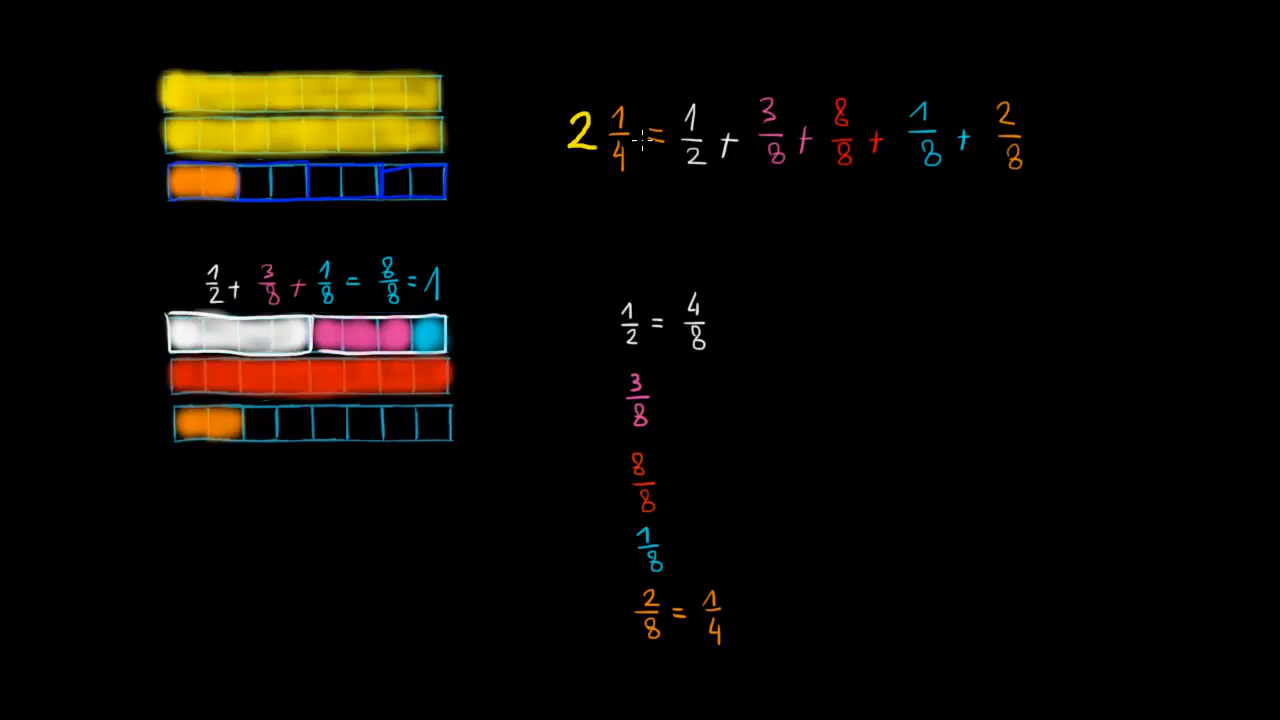 2 1/4 = 1/2 + 3/8 + 8/8 + 1/8 + 2/8
1/2 + 3/8 + 1/8 = 8/8 = 1
1/2 = 4/8
3/8
8/8
1/8
2/8 = 1/4